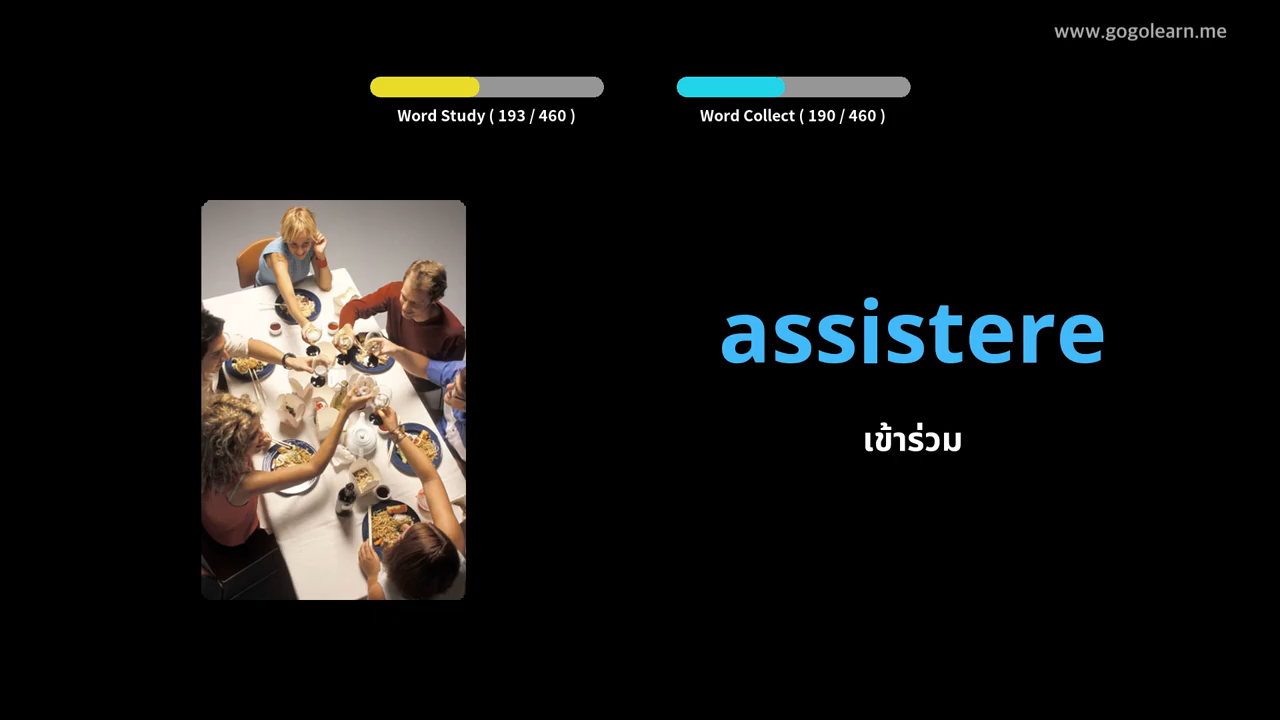 www.gogolearn.me
Word Study ( 193 / 460 )
Word Collect ( 190 / 460 )
assistere
เข้าร่วม